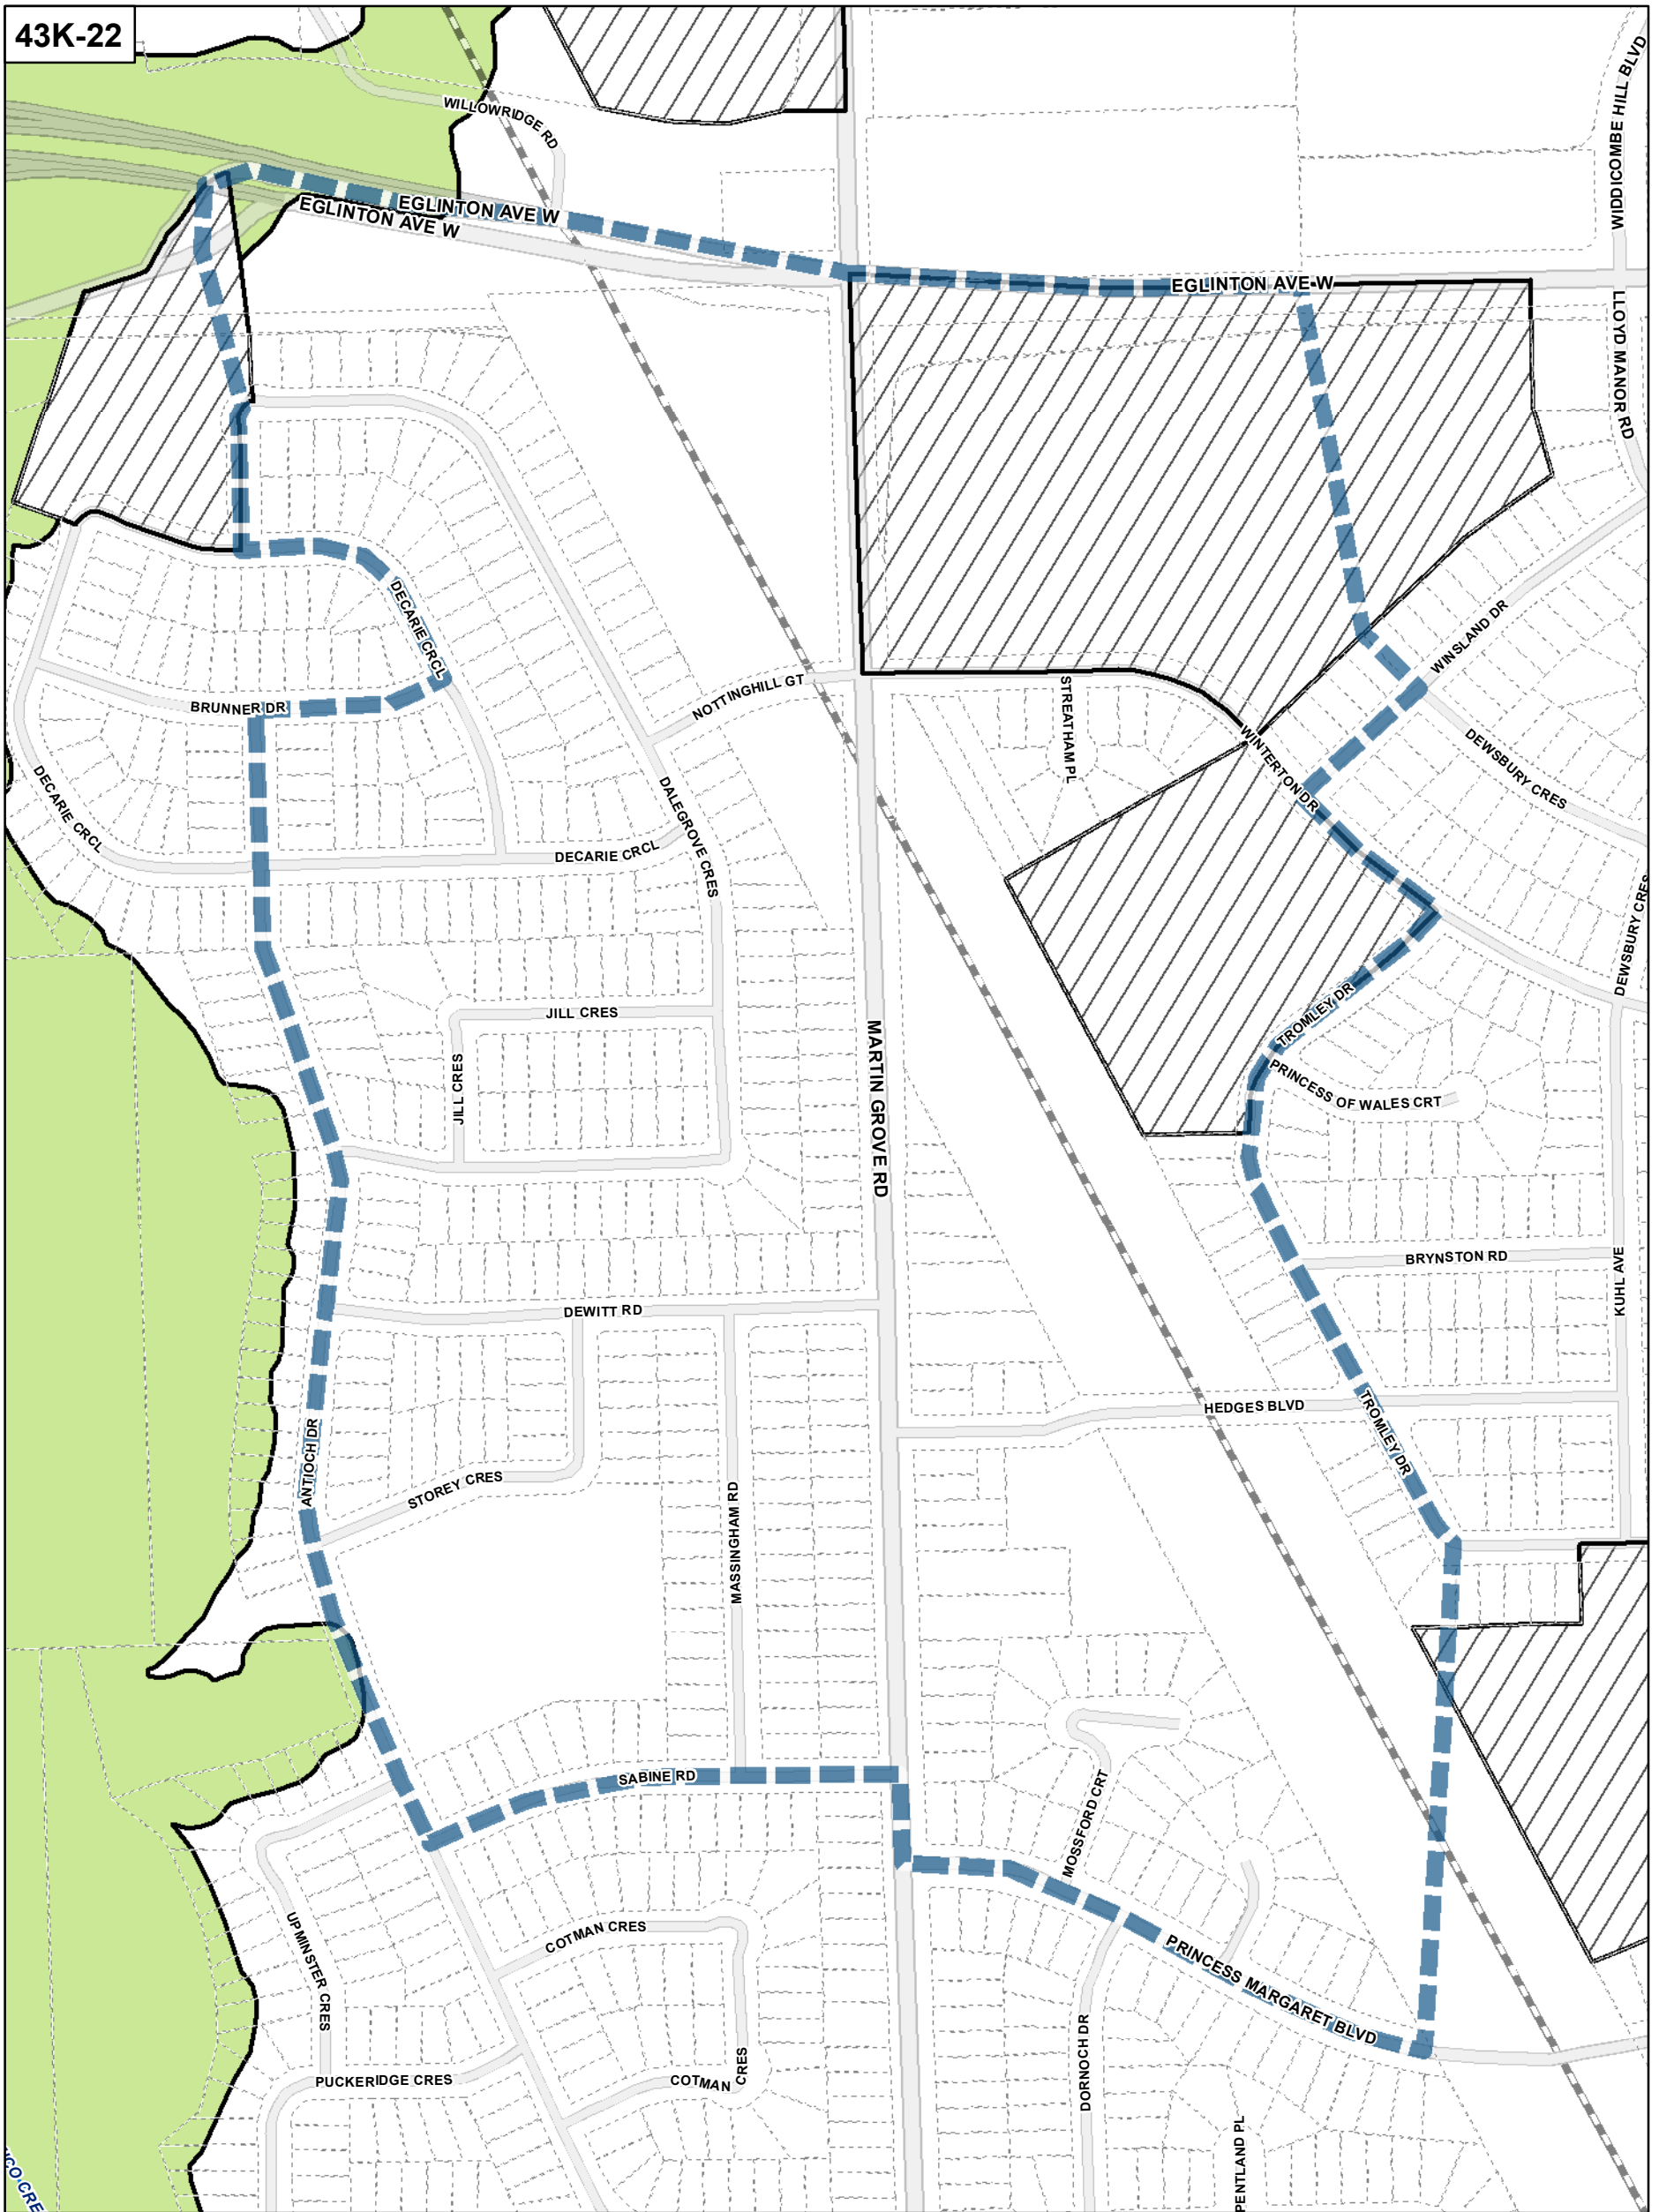 43K-22
WIDDICOMBE HILL BLVD
WILLOWRIDGE RD
EGLINTON AVE W
EGLINTON AVE W
EGLINTON AVE W
LLOYD MANOR RD
DECARIE CRCL
WINSLAND DR
NOTTINGHILL GT
STREATHAM PL
BRUNNER DR
WINTERTON DR
DEWSBURY CRES
DECARIE CRCL
DALEGROVE CRES
DECARIE CRCL
DEWSBURY CRES
JILL CRES
TROMLEY DR
JILL CRES
MARTIN GROVE RD
PRINCESS OF WALES CRT
BRYNSTON RD
KUHL AVE
DEWITT RD
HEDGES BLVD
TROMLEY DR
ANTIOCH DR
STOREY CRES
MASSINGHAM RD
SABINE RD
MOSSFORD CRT
UPMINSTER CRES
COTMAN CRES
PRINCESS MARGARET BLVD
DORNOCH DR
PUCKERIDGE CRES
COTMAN CRES
PENTLAND PL